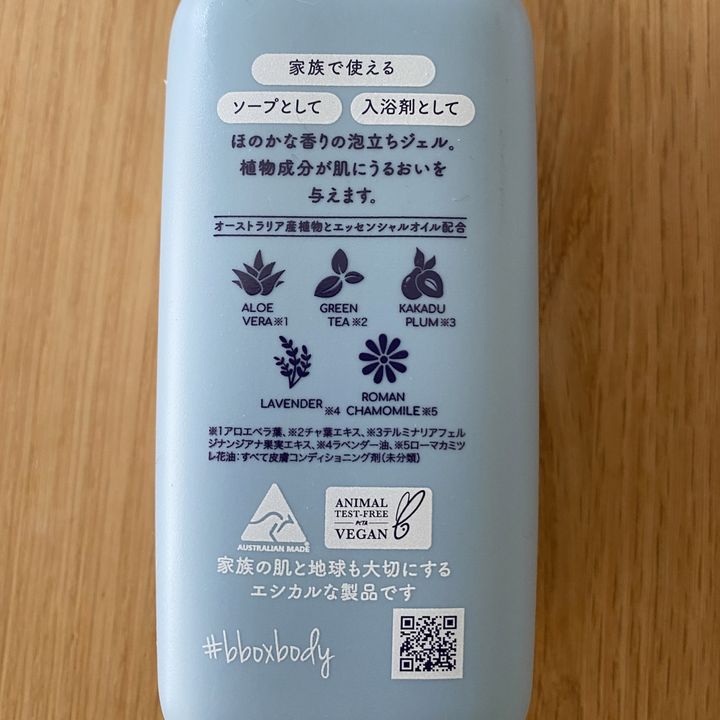 家族で使える
ソープとして 入浴剤として
ほのかな香りの泡立ちジェル。
植物成分が肌にうるおいを
与えます。
オーストラリア産植物とエッセンシャルオイル配合
ALOE
VERA※1
GREEN
TEA※2
KAKADU
PLUM※3
LAVENDER※4
ROMAN
CHAMOMILE※5
※1アロエベラ葉、※2チャ葉エキス、※3テルミナリアフェル
ジナンジアナ果実エキス、※4ラベンダー油、※5ローマカミツ
レ花油：すべて皮膚コンディショニング剤（未分類）
AUSTRALIAN MADE
ANIMAL
TEST-FREE
PETA
VEGAN
家族の肌と地球も大切にする
エシカルな製品です
#bboxbody